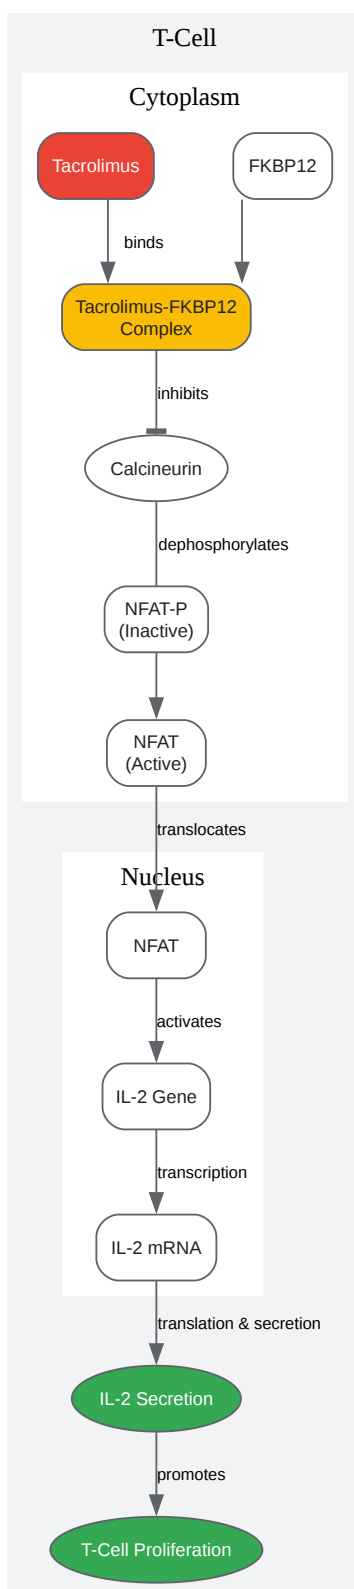 T-Cell
Cytoplasm
Tacrolimus
FKBP12
binds
Tacrolimus-FKBP12
Complex
inhibits
Calcineurin
dephosphorylates
NFAT-P
(Inactive)
NFAT
(Active)
translocates
Nucleus
NFAT
activates
IL-2 Gene
transcription
IL-2 mRNA
translation & secretion
IL-2 Secretion
promotes
T-Cell Proliferation